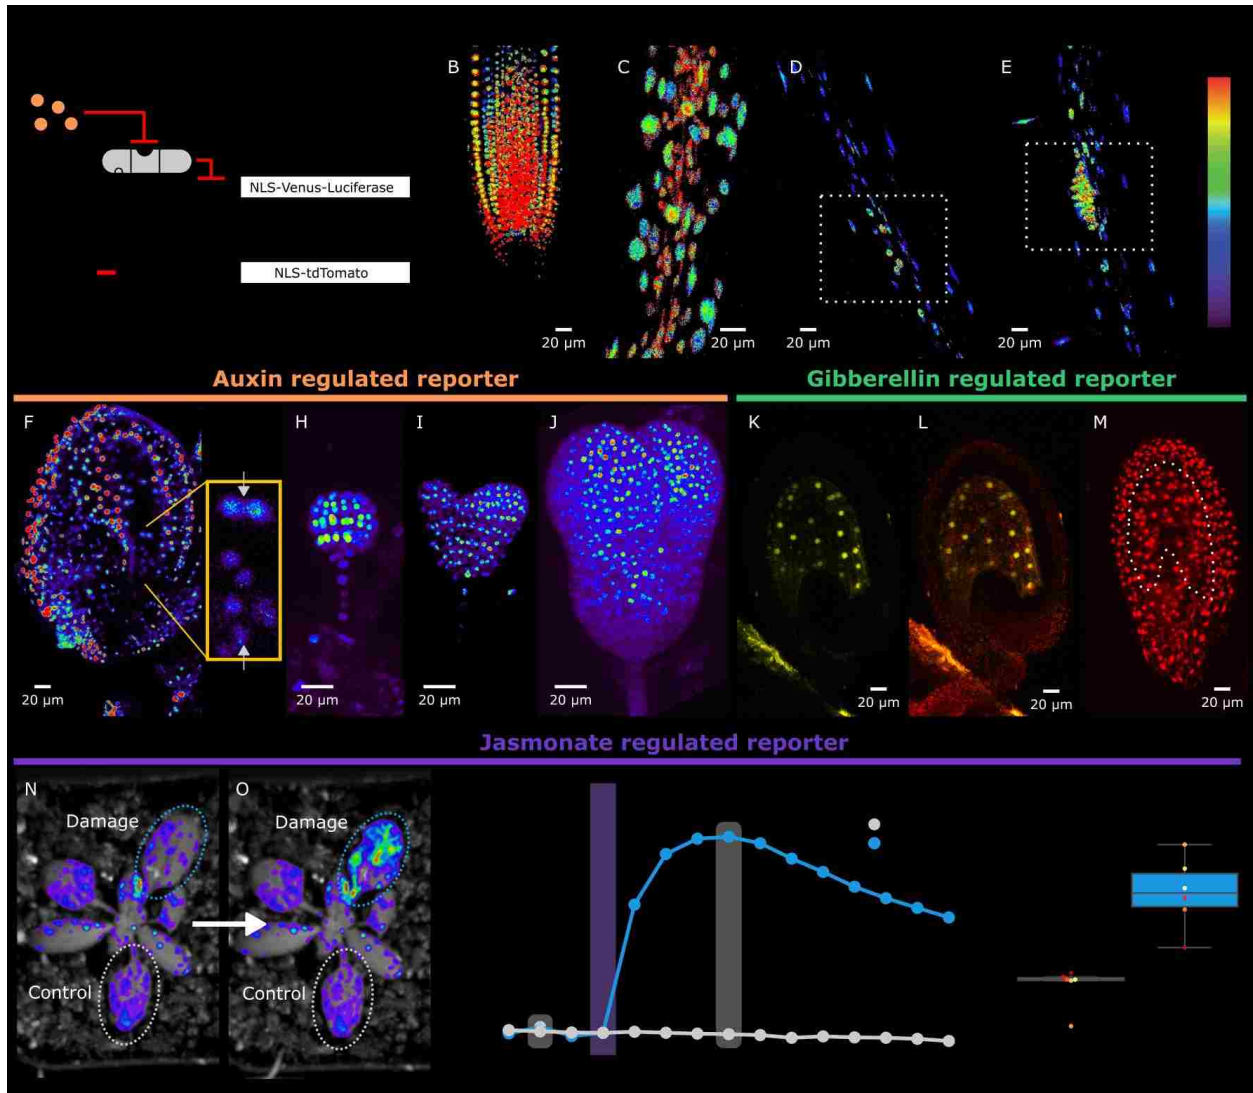 B
C
D
E
NLS-Venus-Luciferase
NLS-tdTomato
20 µm
20 µm
20 µm
20 µm
Auxin regulated reporter
Gibberellin regulated reporter
F
H
I
J
K
L
M
20 µm
20 µm
20 µm
20 µm
20 µm
20 µm
20 µm
Jasmonate regulated reporter
N
O
Damage
Damage
Control
Control